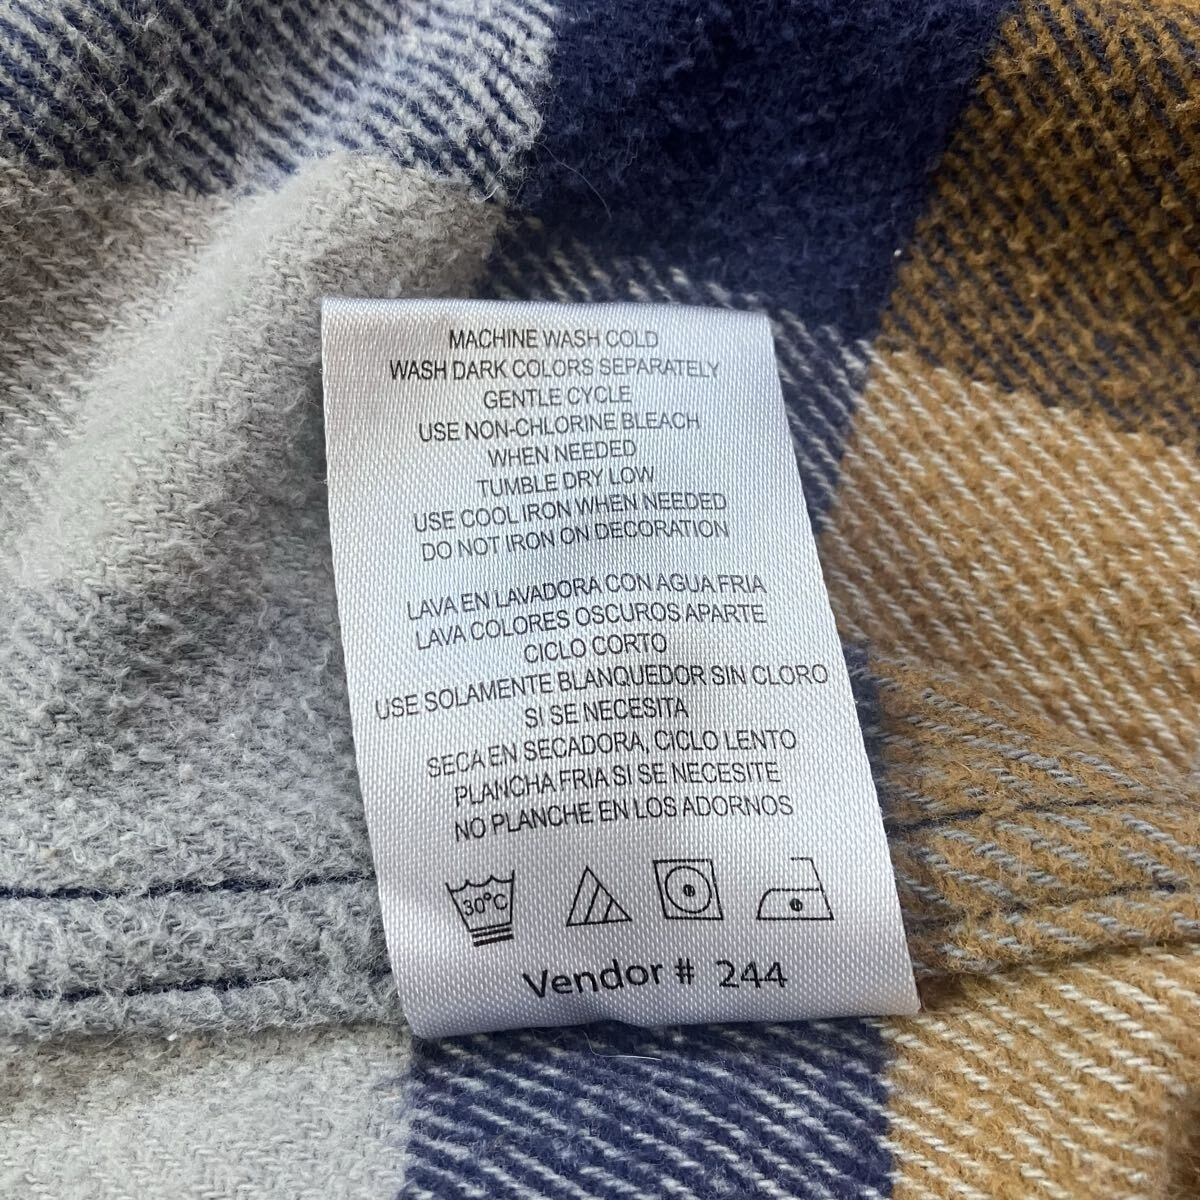 MACHINE WASH COLD
WASH DARK COLORS SEPARATELY
GENTLE CYCLE
USE NON-CHLORINE BLEACH
WHEN NEEDED
TUMBLE DRY LOW
USE COOL IRON WHEN NEEDED
DO NOT IRON ON DECORATION
LAVA EN LAVADORA CON AGUA FRIA
LAVA COLORES OSCUROS APARTE
CICLO CORTO
USE SOLAMENTE BLANQUEDOR SIN CLORO
SI SE NECESITA
SECA EN SECADORA, CICLO LENTO
PLANCHA FRIA SI SE NECESITE
NO PLANCHE EN LOS ADORNOS
30°C
Vendor # 244